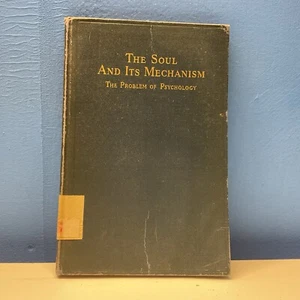 The Soul
And Its Mechanism
The Problem of Psychology